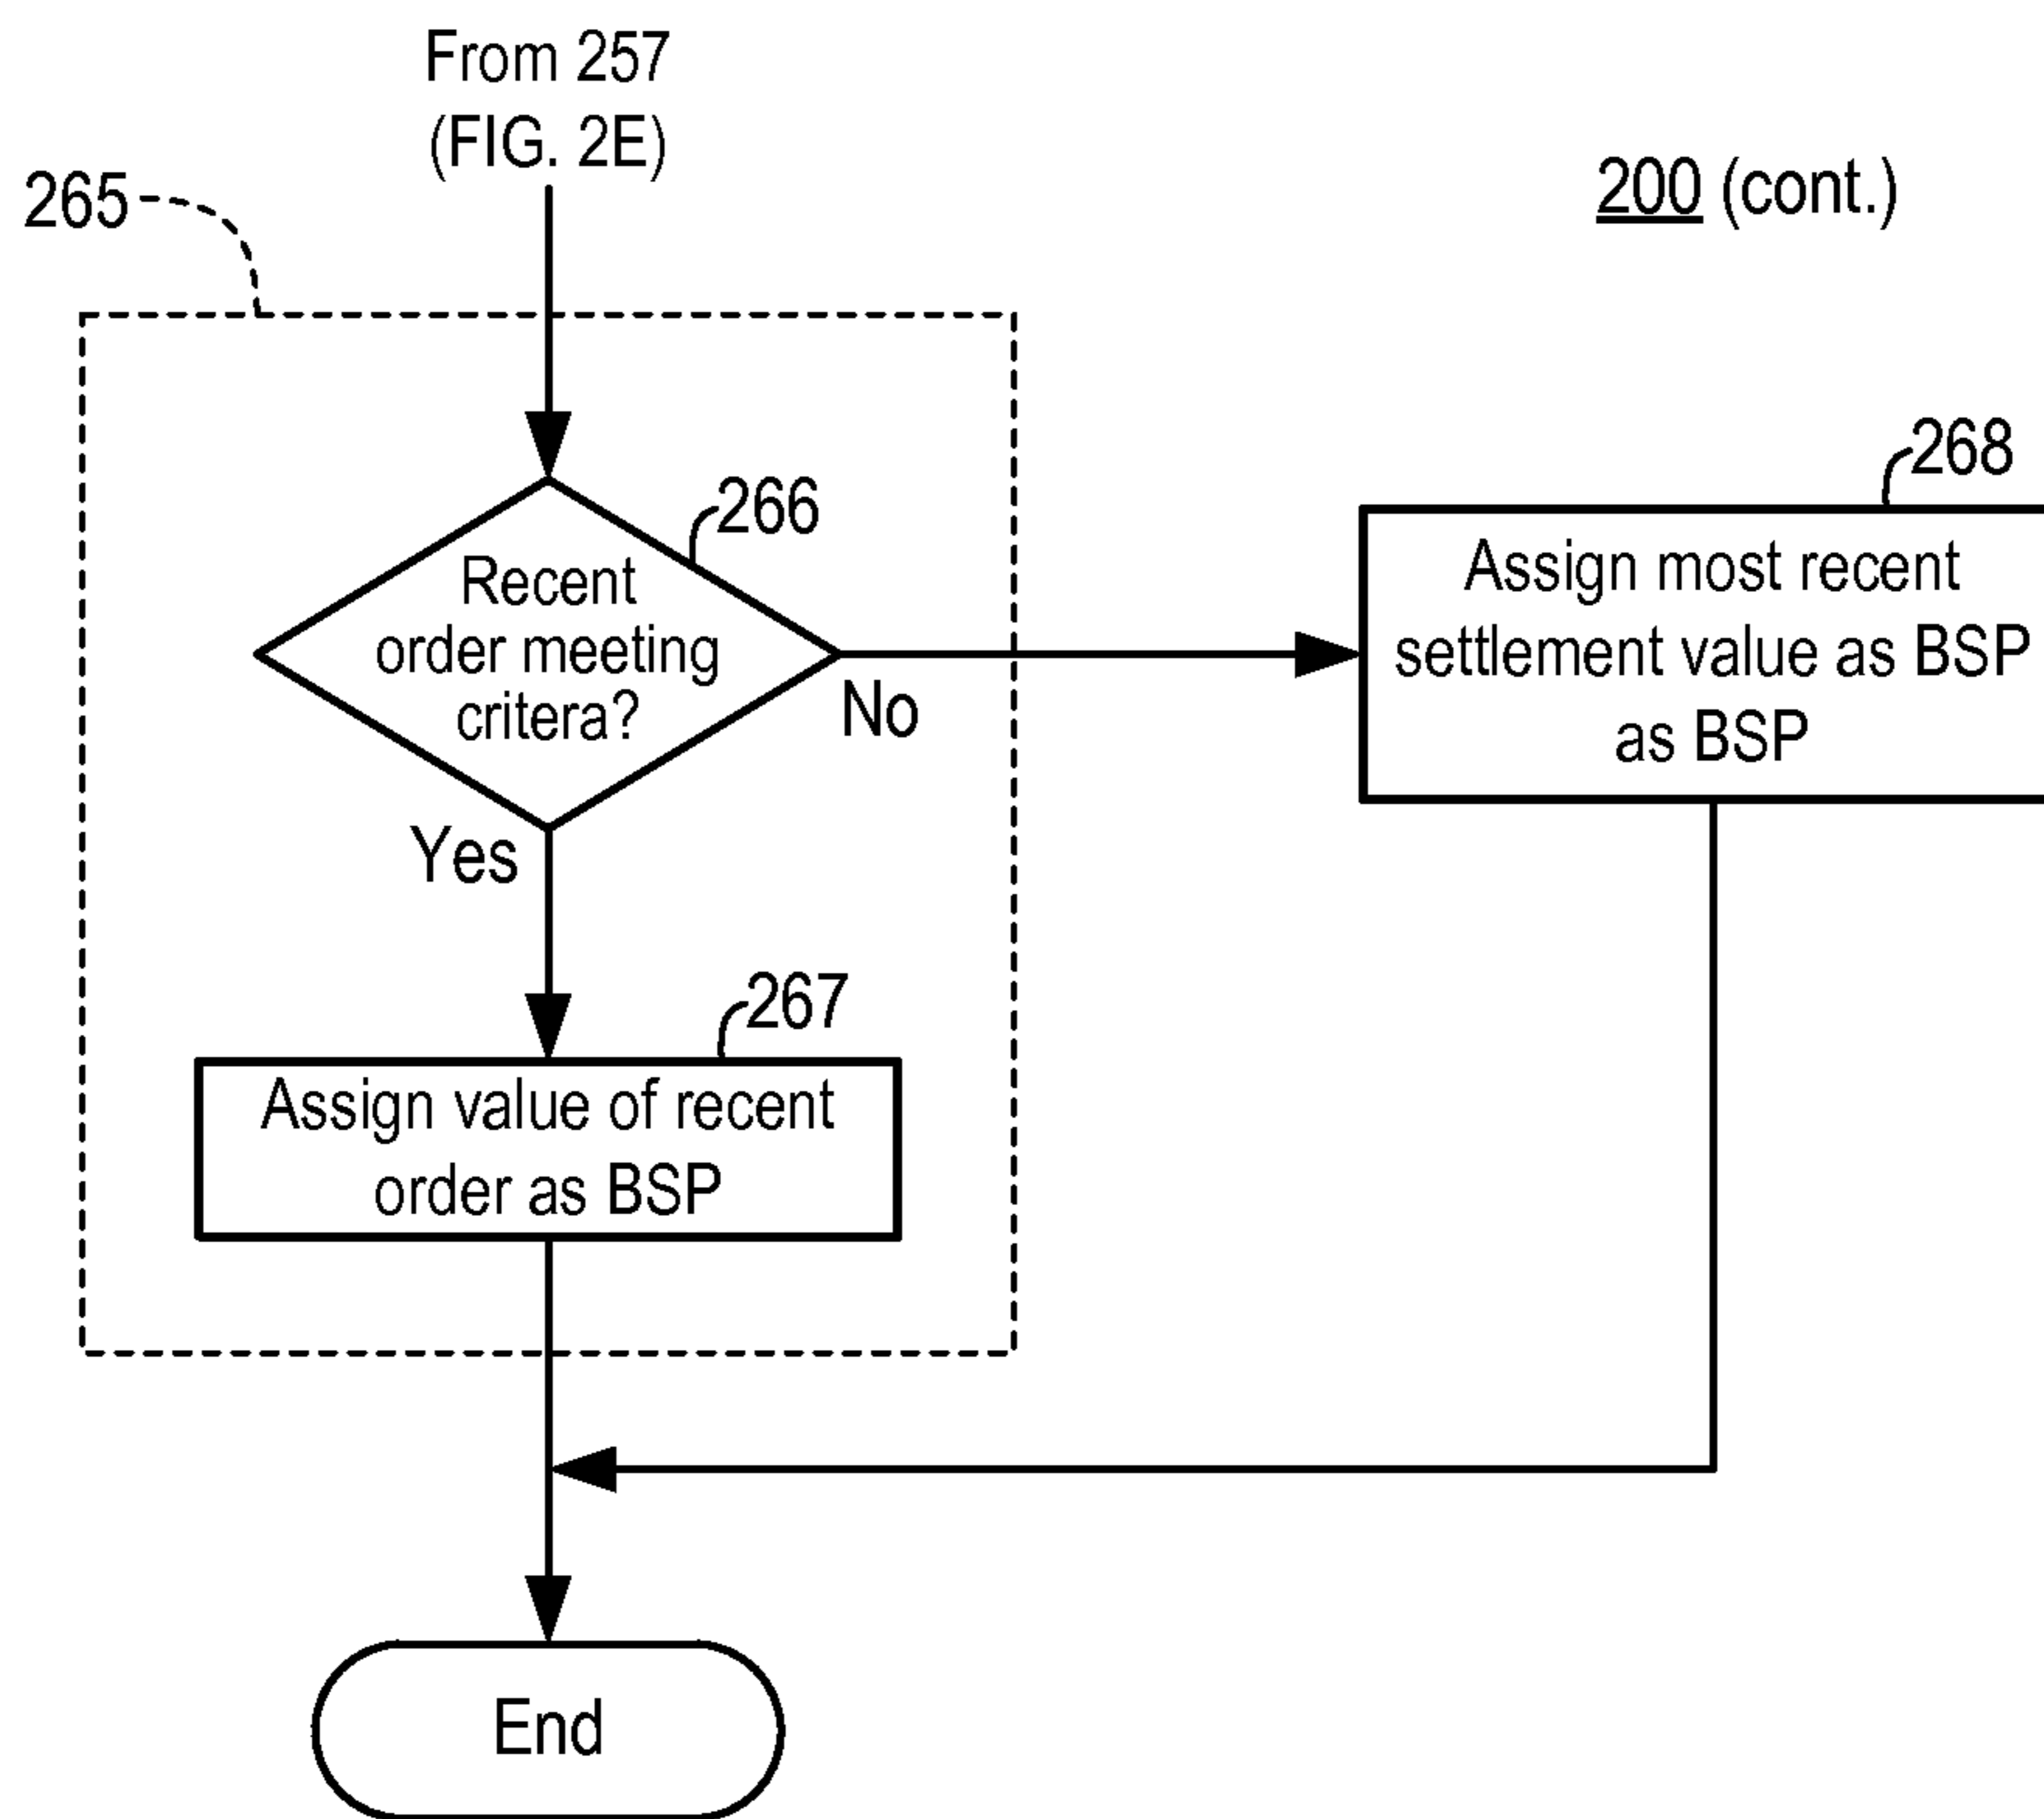 From 257
(FIG. 2E)
265
200 (cont.)
266
Recent
order meeting
critera?
No
Yes
268
Assign most recent
settlement value as BSP
as BSP
267
Assign value of recent
order as BSP
End